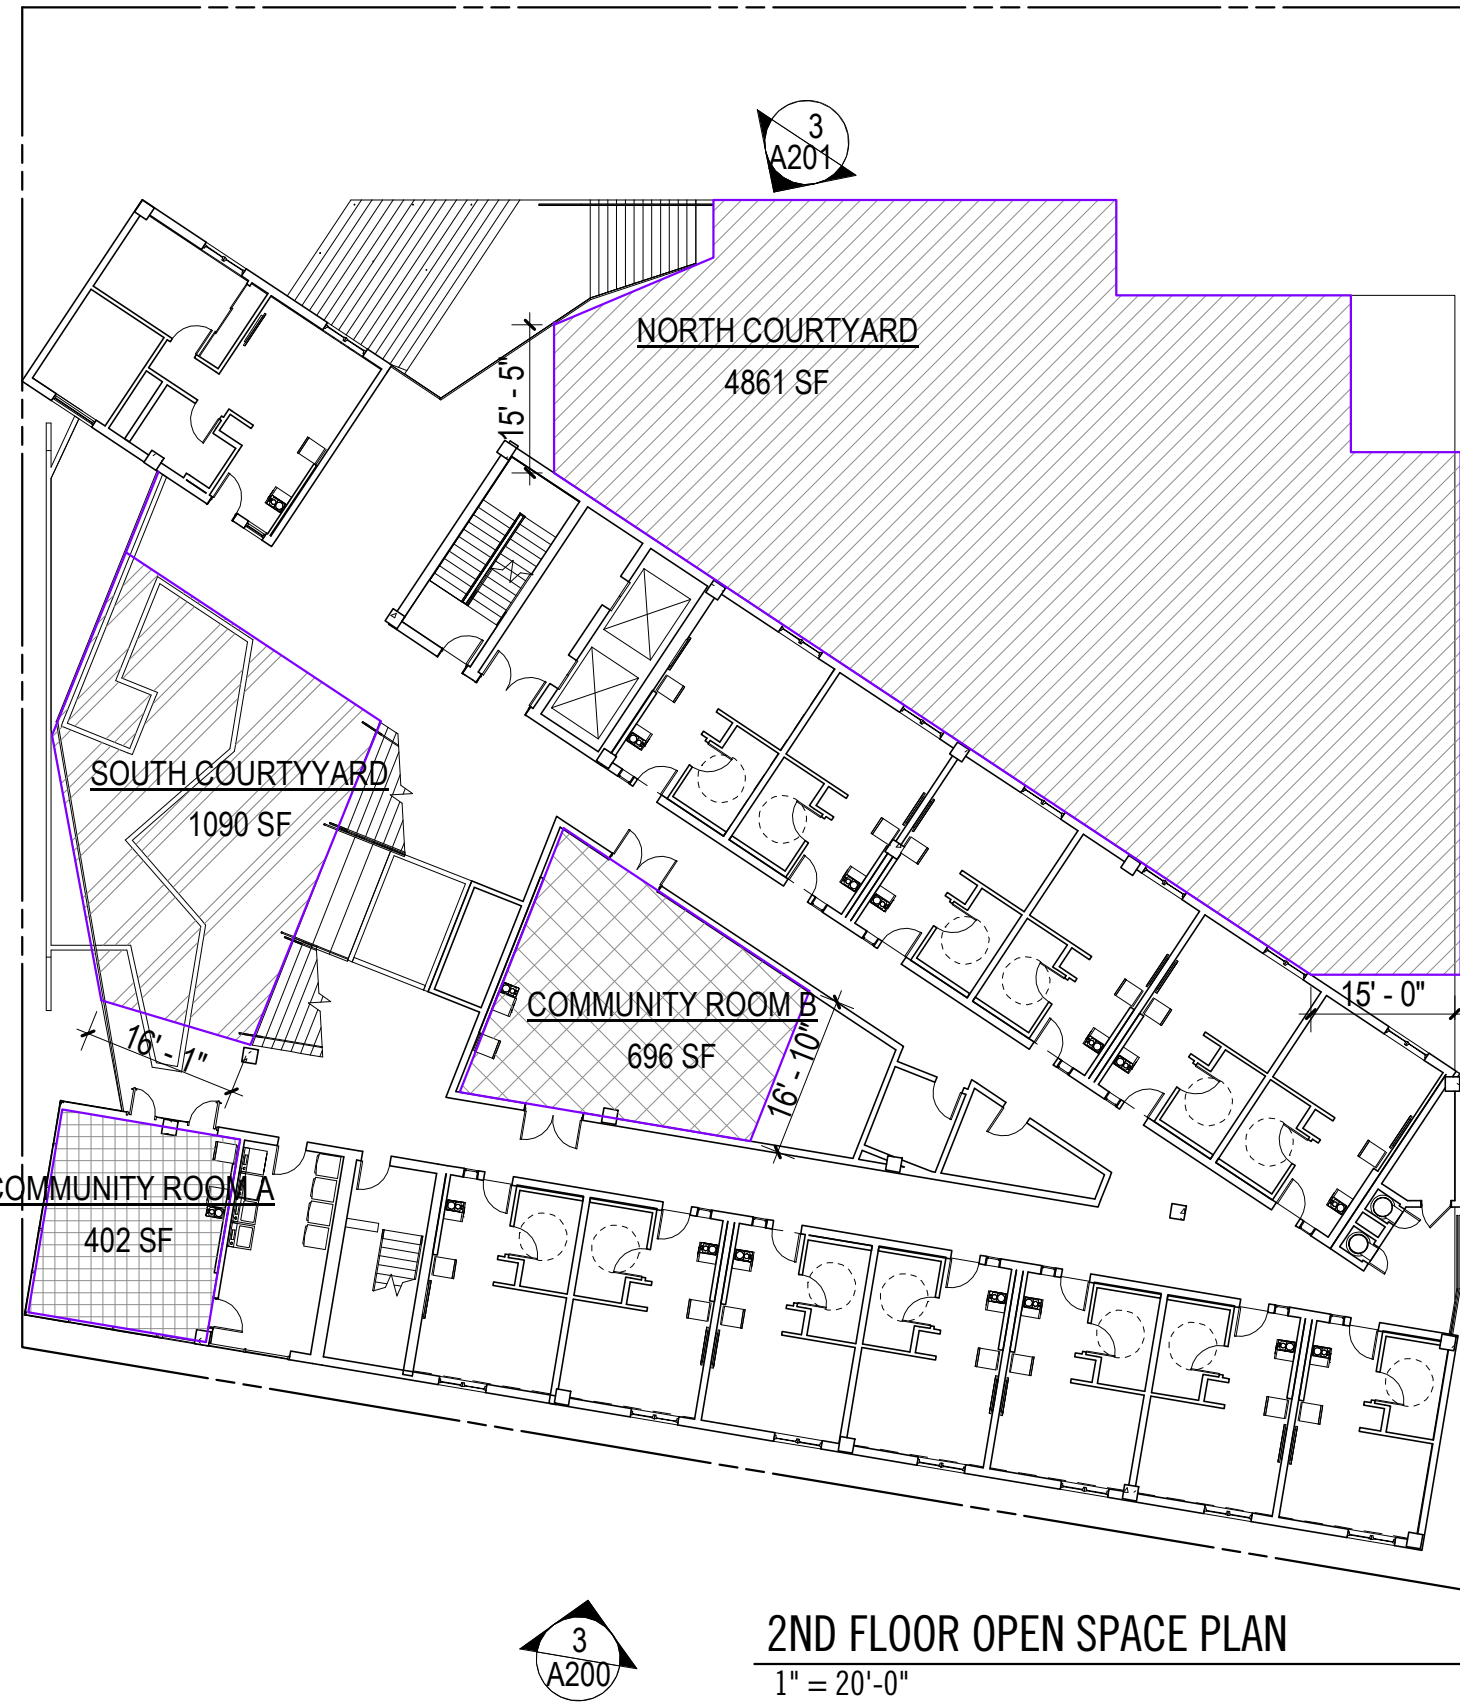 3
A201
NORTH COURTYARD
4861 SF
15' - 5"
SOUTH COURTYYARD
1090 SF
COMMUNITY ROOM B
696 SF
15' - 0"
16' - 10"
16' - 1"
COMMUNITY ROOM A
402 SF
3
A200
2ND FLOOR OPEN SPACE PLAN
1" = 20'-0"